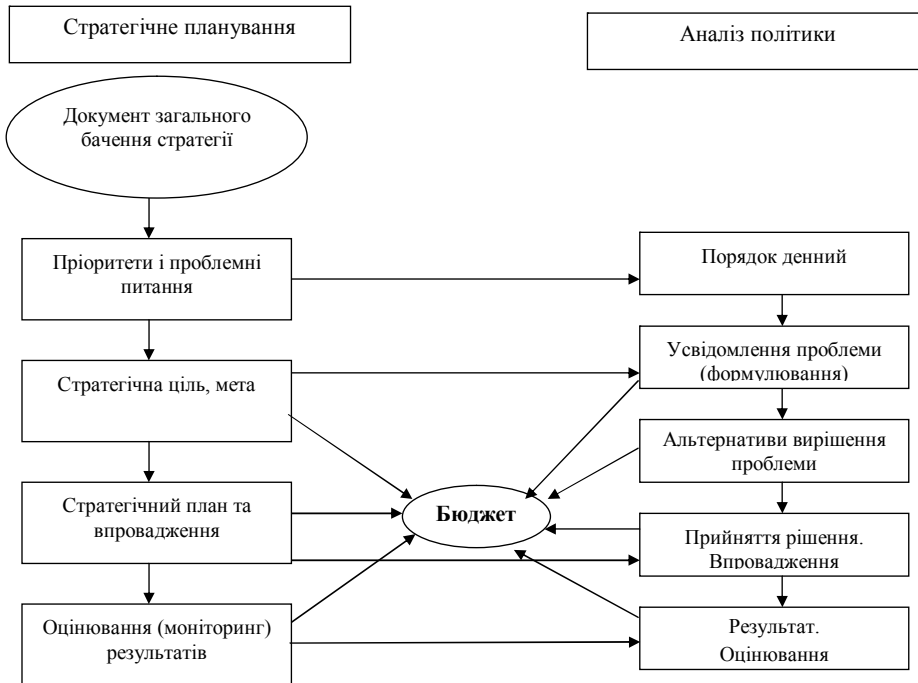 Стратегічне планування
Аналіз політики
Документ загального
бачення стратегії
Пріоритети і проблемні
питання
Порядок денний
Стратегічна ціль, мета
Усвідомлення проблеми
(формулювання)
Альтернативи вирішення
проблеми
Стратегічний план та
впровадження
Бюджет
Прийняття рішення.
Впровадження
Оцінювання (моніторинг)
результатів
Результат.
Оцінювання